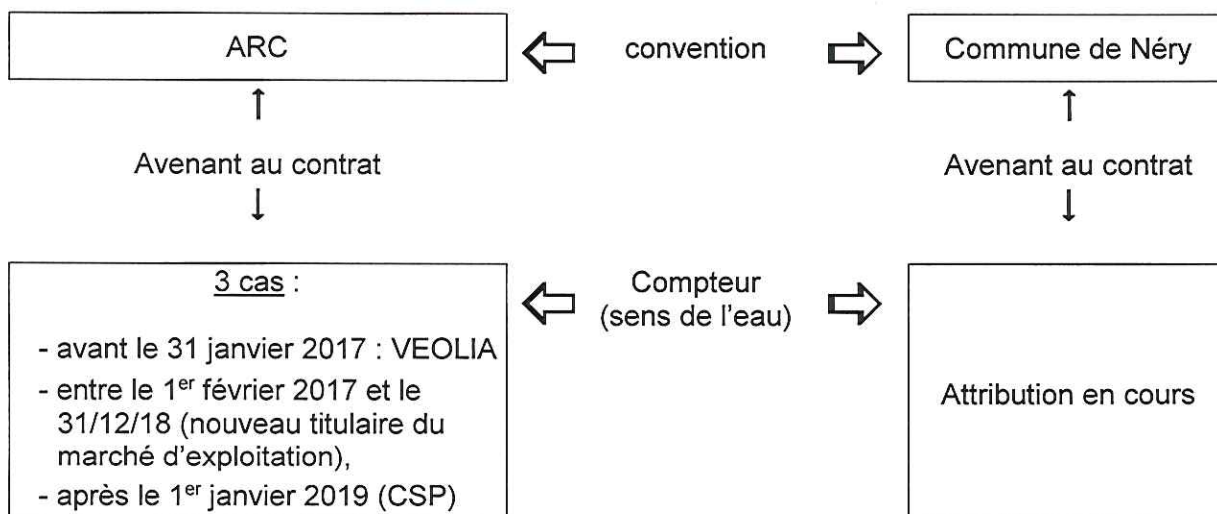 ARC
convention
Commune de Néry
Avenant au contrat
Avenant au contrat
3 cas :
- avant le 31 janvier 2017 : VEOLIA
- entre le 1er février 2017 et le
31/12/18 (nouveau titulaire du
marché d'exploitation),
- après le 1er janvier 2019 (CSP)
Compteur
(sens de l'eau)
Attribution en cours